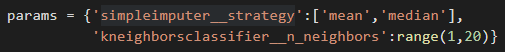 params = {'simpleimputer__strategy':['mean','median'],
'kneighborsclassifier__n_neighbors':range(1,20)}